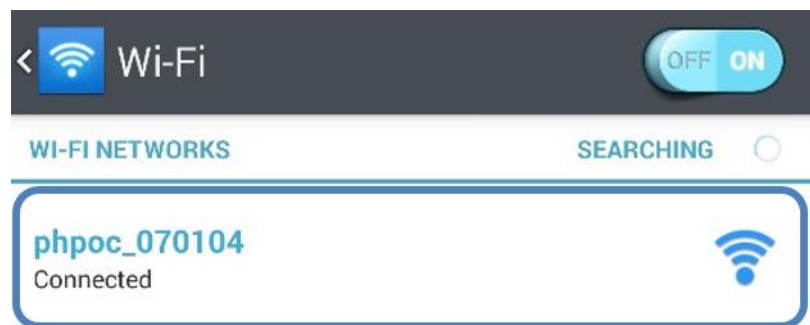 Wi-Fi
OFF ON
WI-FI NETWORKS SEARCHING
phpoc_070104
Connected